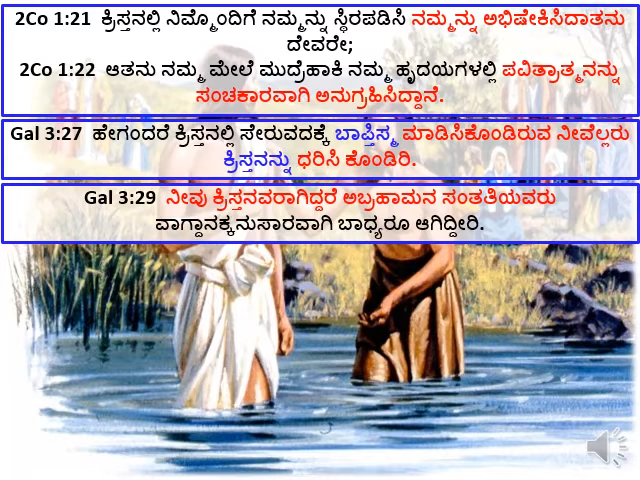 2Co 1:21 ಕ್ರಿಸ್ತನಲ್ಲಿ ನಿಮ್ಮೊಂದಿಗೆ ನಮ್ಮನ್ನು ಸ್ಥಿರಪಡಿಸಿ ನಮ್ಮನ್ನು ಅಭಿಷೇಕಿಸಿದಾತನು
ದೇವರೇ;
2Co 1:22 ಆತನು ನಮ್ಮ ಮೇಲೆ ಮುದ್ರೆಹಾಕಿ ನಮ್ಮ ಹೃದಯಗಳಲ್ಲಿ ಪವಿತ್ರಾತ್ಮನನ್ನು
ಸಂಚಕಾರವಾಗಿ ಅನುಗ್ರಹಿಸಿದ್ದಾನೆ.
Gal 3:27 ಹೇಗಂದರೆ ಕ್ರಿಸ್ತನಲ್ಲಿ ಸೇರುವದಕ್ಕೆ ಬಾಪ್ತಿಸ್ಮ ಮಾಡಿಸಿಕೊಂಡಿರುವ ನೀವೆಲ್ಲರು
ಕ್ರಿಸ್ತನನ್ನು ಧರಿಸಿ ಕೊಂಡಿರಿ.
Gal 3:29 ನೀವು ಕ್ರಿಸ್ತನವರಾಗಿದ್ದರೆ ಅಬ್ರಹಾಮನ ಸಂತತಿಯವರು
ವಾಗ್ದಾನಕ್ಕನುಸಾರವಾಗಿ ಬಾಧ್ಯರೂ ಆಗಿದ್ದೀರಿ.